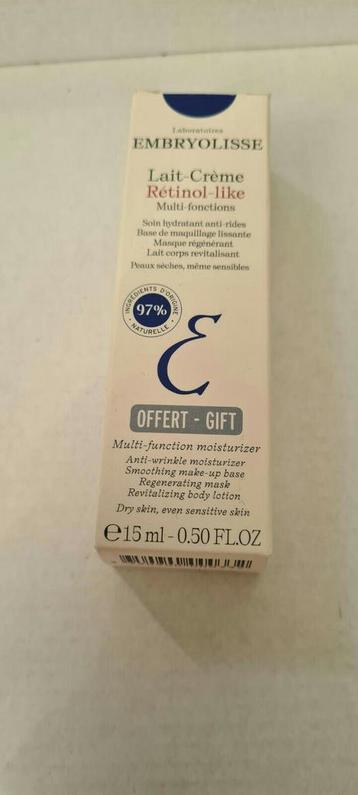 Laboratoires
EMBRYOLISSE
Lait-Crème
Rétinol-like
Multi-fonctions
Soin hydratant anti-rides
Base de maquillage lissante
Masque régénérant
Lait corps revitalisant
Peaux sèches, même sensibles
INGRÉDIENTS D'ORIGINE
97%
NATURELLE
E
OFFERT - GIFT
Multi-function moisturizer
Anti-wrinkle moisturizer
Smoothing make-up base
Regenerating mask
Revitalizing body lotion
Dry skin, even sensitive skin
℮15 ml - 0.50 FL.OZ